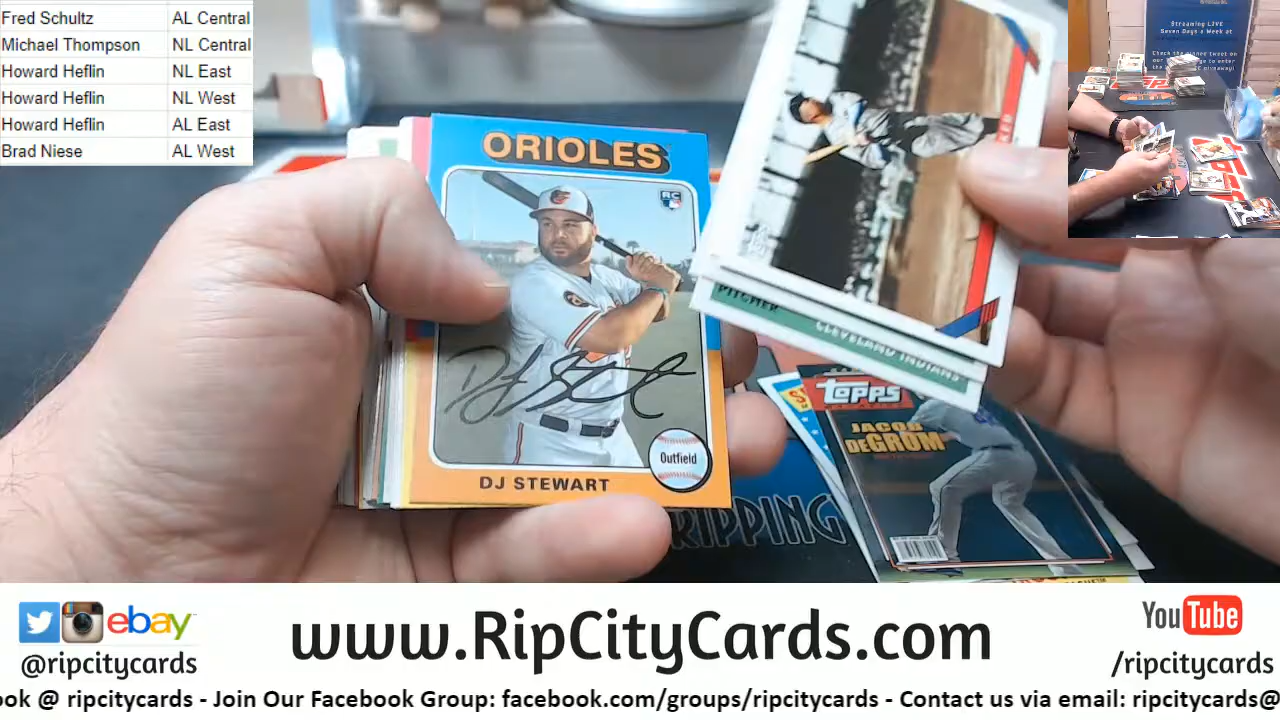 Fred Schultz AL Central
Michael Thompson NL Central
Howard Heflin NL East
Howard Heflin NL West
Howard Heflin AL East
Brad Niese AL West
Streaming LIVE
Seven Days a Week at
ORIOLES
RC
Outfield
DJ STEWART
PITCHER
CLEVELAND INDIANS
TOPPS
JACOB
DEGROM
RIPPING
ebay
@ripcitycards
www.RipCityCards.com
YouTube
/ripcitycards
ook @ ripcitycards - Join Our Facebook Group: facebook.com/groups/ripcitycards - Contact us via email: ripcitycards@